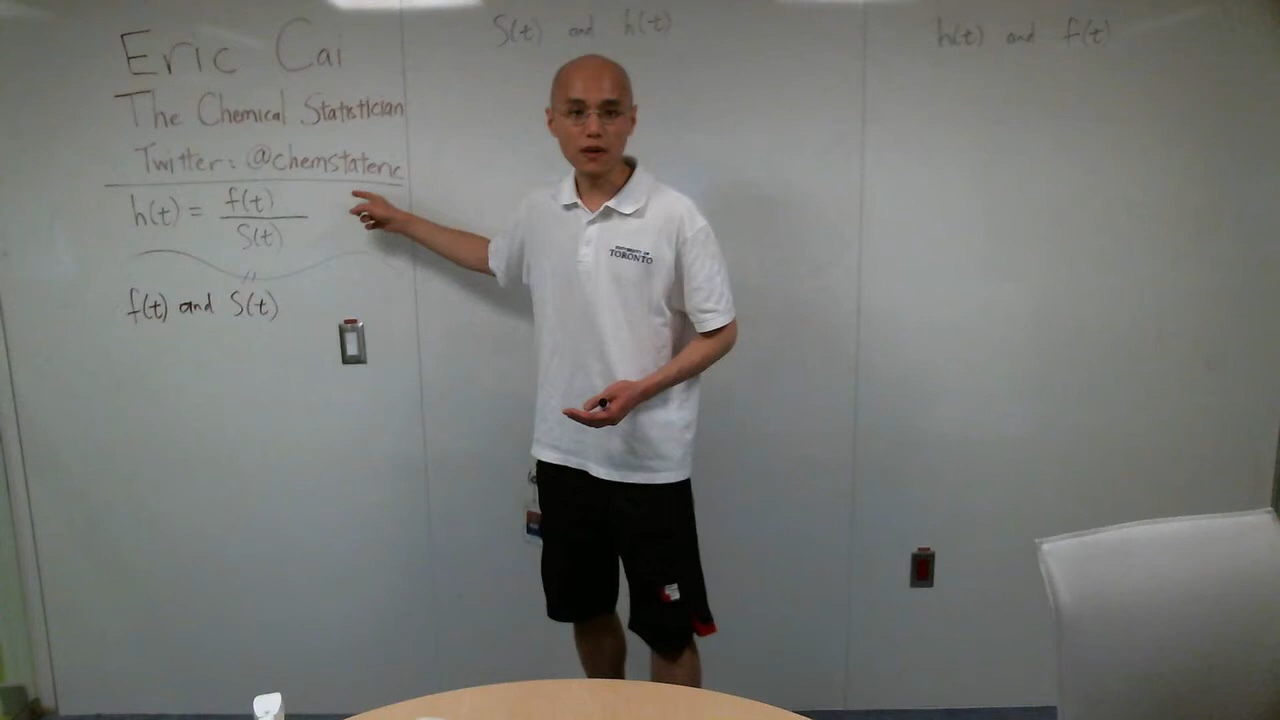 Eric Cai
The Chemical Statistician
Twitter: @chemstateric
h(t) = f(t)
S(t)
f(t) and S(t)
S(t) and h(t)
h(t) and f(t)
UNIVERSITY OF
TORONTO